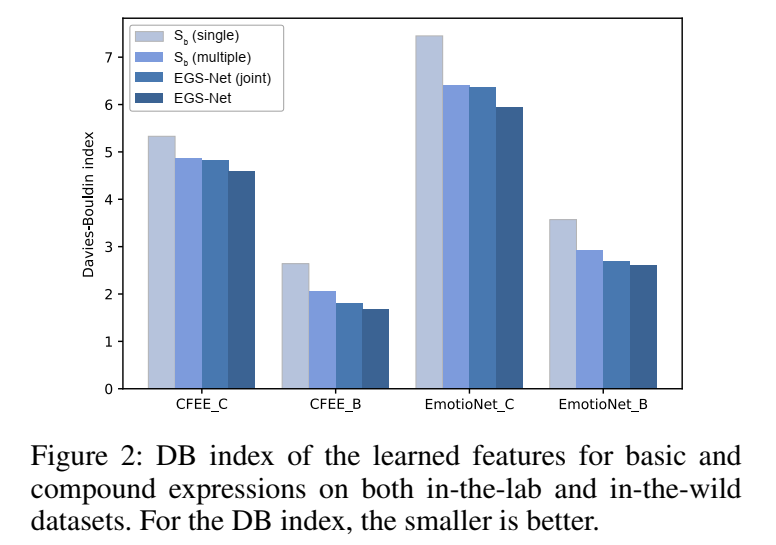 S_b (single)
S_b (multiple)
EGS-Net (joint)
EGS-Net
7
6
5
4
3
2
1
0
Davies-Bouldin index
CFEE_C
CFEE_B
EmotioNet_C
EmotioNet_B
Figure 2: DB index of the learned features for basic and
compound expressions on both in-the-lab and in-the-wild
datasets. For the DB index, the smaller is better.